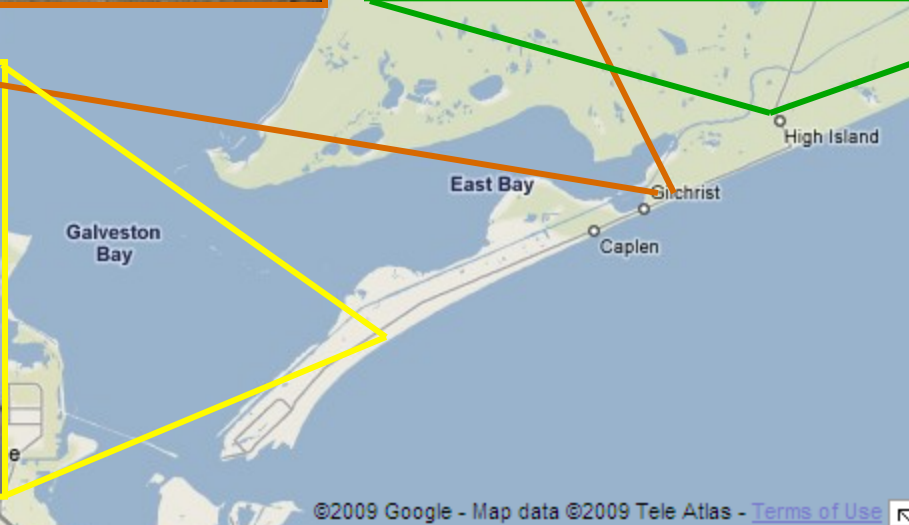 High Island
East Bay
Gilchrist
Galveston
Bay
Caplen
e
©2009 Google - Map data ©2009 Tele Atlas - Terms of Use